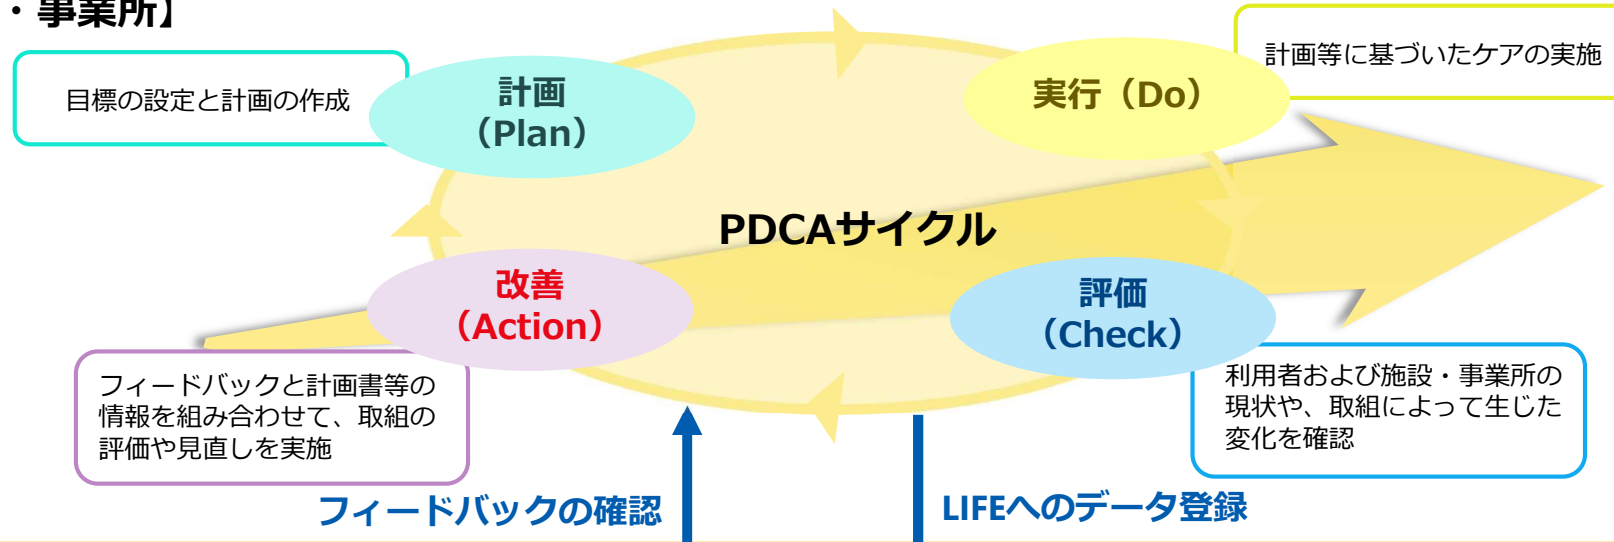 ・事業所】
目標の設定と計画の作成
計画
（Plan）
実行（Do）
計画等に基づいたケアの実施
PDCAサイクル
改善
（Action）
評価
（Check）
フィードバックと計画書等の
情報を組み合わせて、取組の
評価や見直しを実施
利用者および施設・事業所の
現状や、取組によって生じた
変化を確認
フィードバックの確認
LIFEへのデータ登録